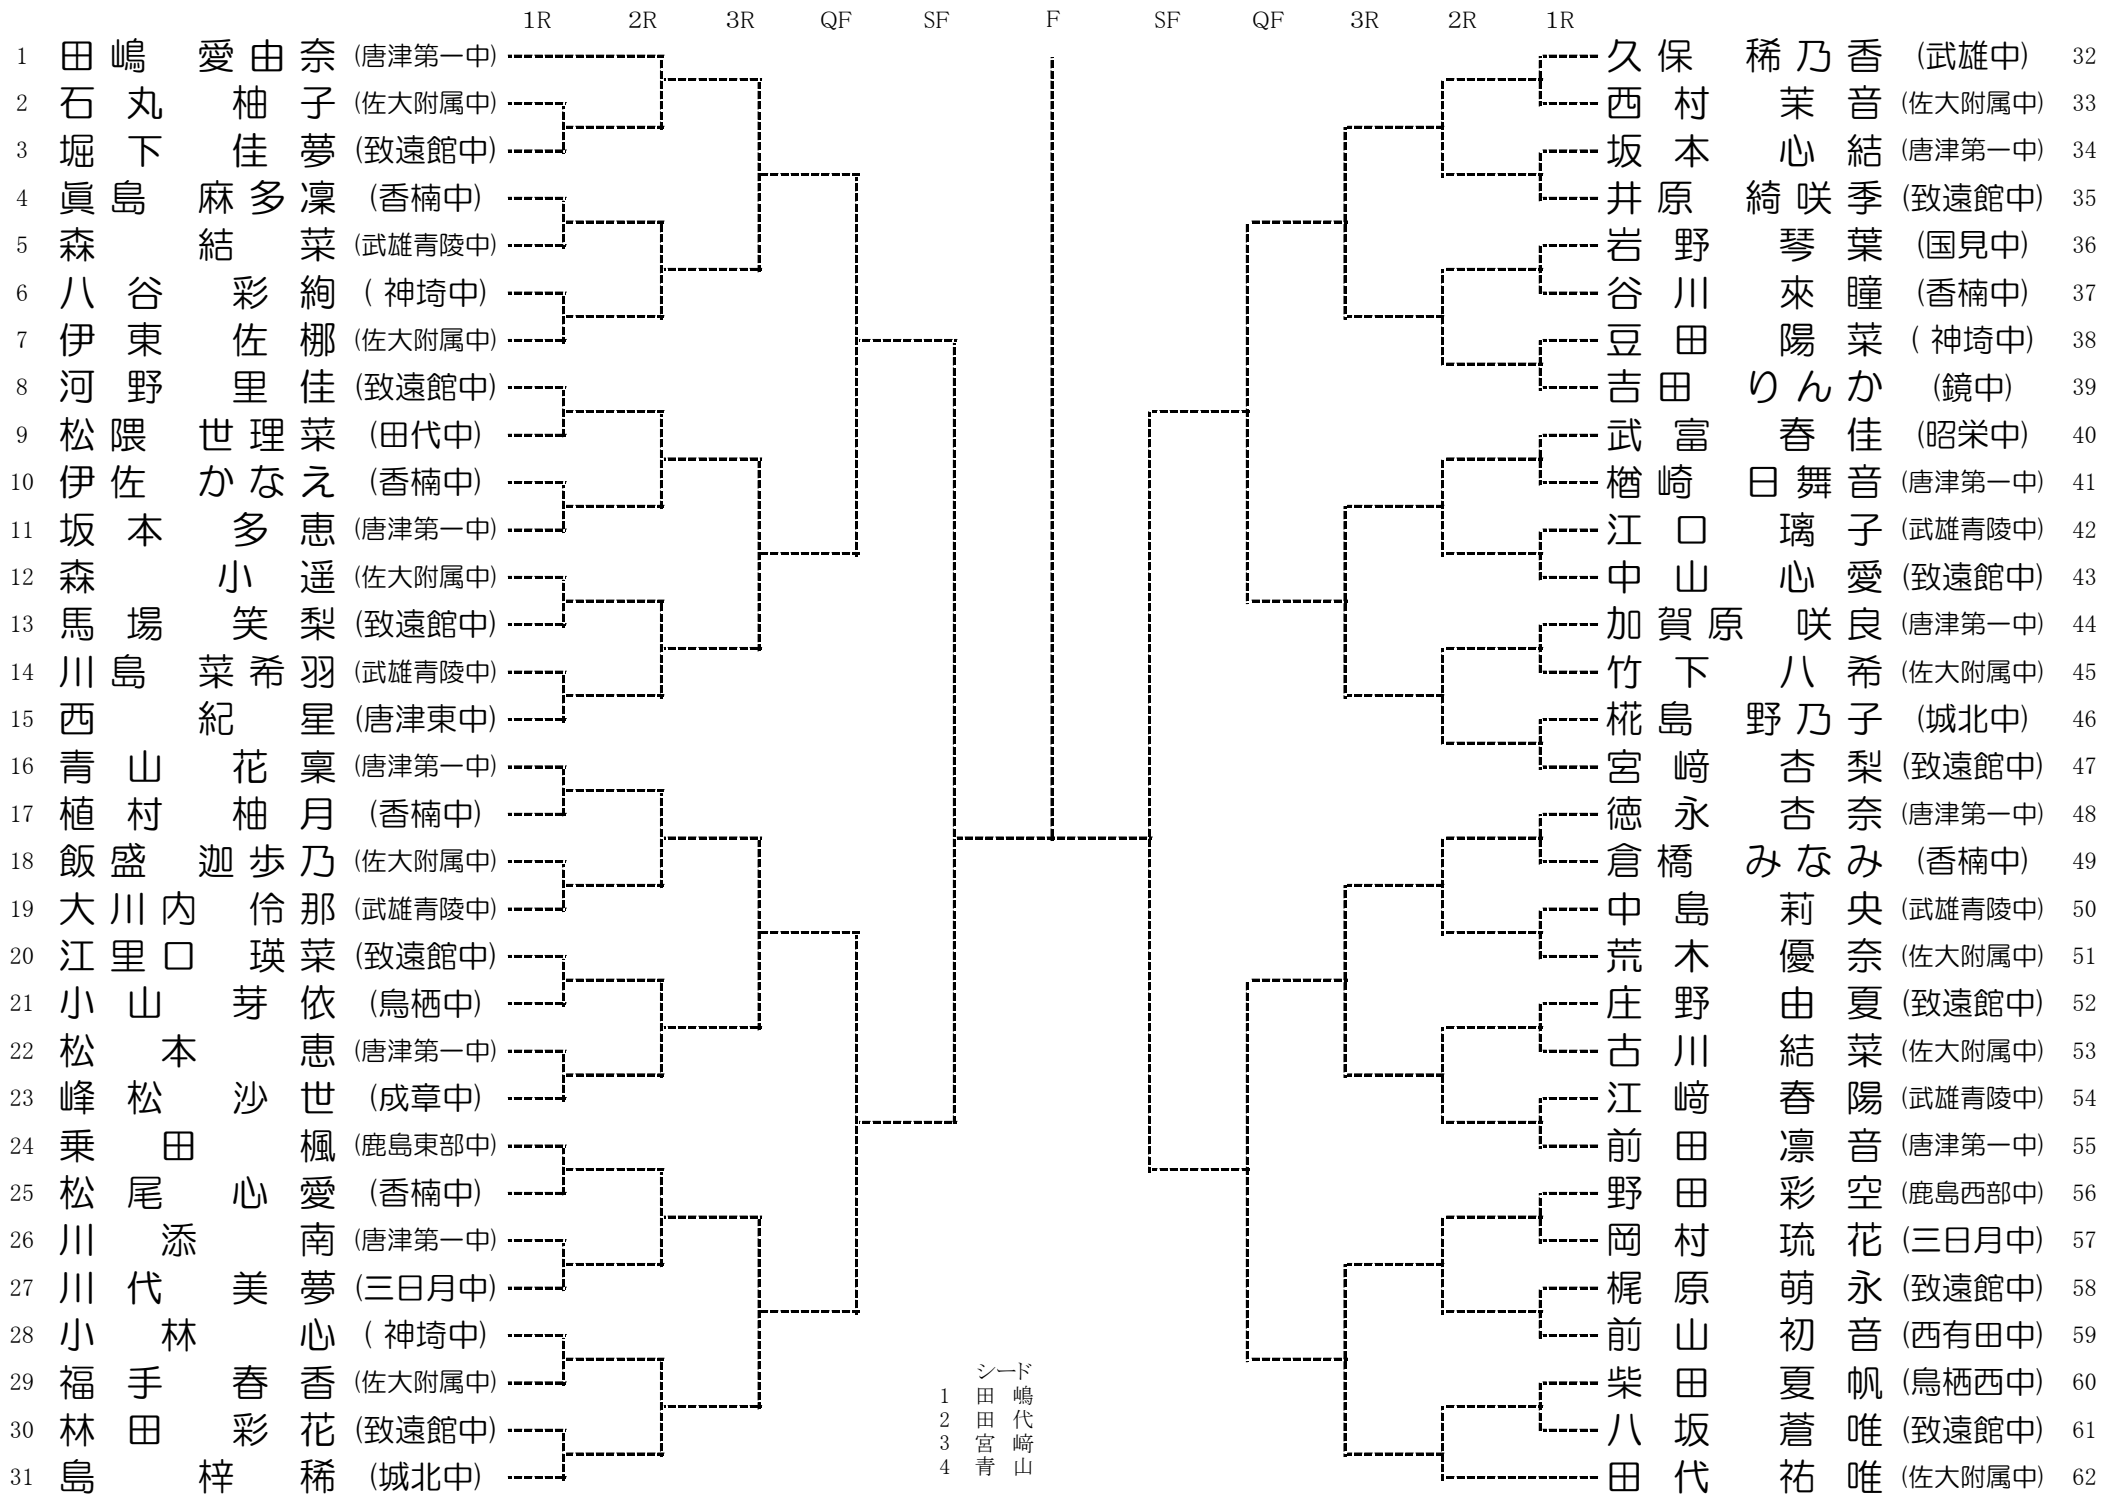 1R 2R 3R QF SF F SF QF 3R 2R 1R
1 田嶋 愛由奈 (唐津第一中)
2 石丸 柚子 (佐大附属中)
3 堀下 佳夢 (致遠館中)
4 眞島 麻多凜 (香楠中)
5 森 結菜 (武雄青陵中)
6 八谷 彩絢 ( 神埼中)
7 伊東 佐梛 (佐大附属中)
8 河野 里佳 (致遠館中)
9 松隈 世理菜 (田代中)
10 伊佐 かなえ (香楠中)
11 坂本 多恵 (唐津第一中)
12 森 小遥 (佐大附属中)
13 馬場 笑梨 (致遠館中)
14 川島 菜希羽 (武雄青陵中)
15 西 紀星 (唐津東中)
16 青山 花稟 (唐津第一中)
17 植村 柚月 (香楠中)
18 飯盛 迦歩乃 (佐大附属中)
19 大川内 伶那 (武雄青陵中)
20 江里口 瑛菜 (致遠館中)
21 小山 芽依 (鳥栖中)
22 松本 恵 (唐津第一中)
23 峰松 沙世 (成章中)
24 乗田 楓 (鹿島東部中)
25 松尾 心愛 (香楠中)
26 川添 南 (唐津第一中)
27 川代 美夢 (三日月中)
28 小林 心 ( 神埼中)
29 福手 春香 (佐大附属中)
30 林田 彩花 (致遠館中)
31 島 梓稀 (城北中)
シード
1 田嶋
2 田代
3 宮﨑
4 青山
久保 稀乃香 (武雄中) 32
西村 茉音 (佐大附属中) 33
坂本 心結 (唐津第一中) 34
井原 綺咲季 (致遠館中) 35
岩野 琴葉 (国見中) 36
谷川 來瞳 (香楠中) 37
豆田 陽菜 ( 神埼中) 38
吉田 りんか (鏡中) 39
武富 春佳 (昭栄中) 40
楢崎 日舞音 (唐津第一中) 41
江口 璃子 (武雄青陵中) 42
中山 心愛 (致遠館中) 43
加賀原 咲良 (唐津第一中) 44
竹下 八希 (佐大附属中) 45
椛島 野乃子 (城北中) 46
宮﨑 杏梨 (致遠館中) 47
徳永 杏奈 (唐津第一中) 48
倉橋 みなみ (香楠中) 49
中島 莉央 (武雄青陵中) 50
荒木 優奈 (佐大附属中) 51
庄野 由夏 (致遠館中) 52
古川 結菜 (佐大附属中) 53
江﨑 春陽 (武雄青陵中) 54
前田 凛音 (唐津第一中) 55
野田 彩空 (鹿島西部中) 56
岡村 琉花 (三日月中) 57
梶原 萌永 (致遠館中) 58
前山 初音 (西有田中) 59
柴田 夏帆 (鳥栖西中) 60
八坂 蒼唯 (致遠館中) 61
田代 祐唯 (佐大附属中) 62